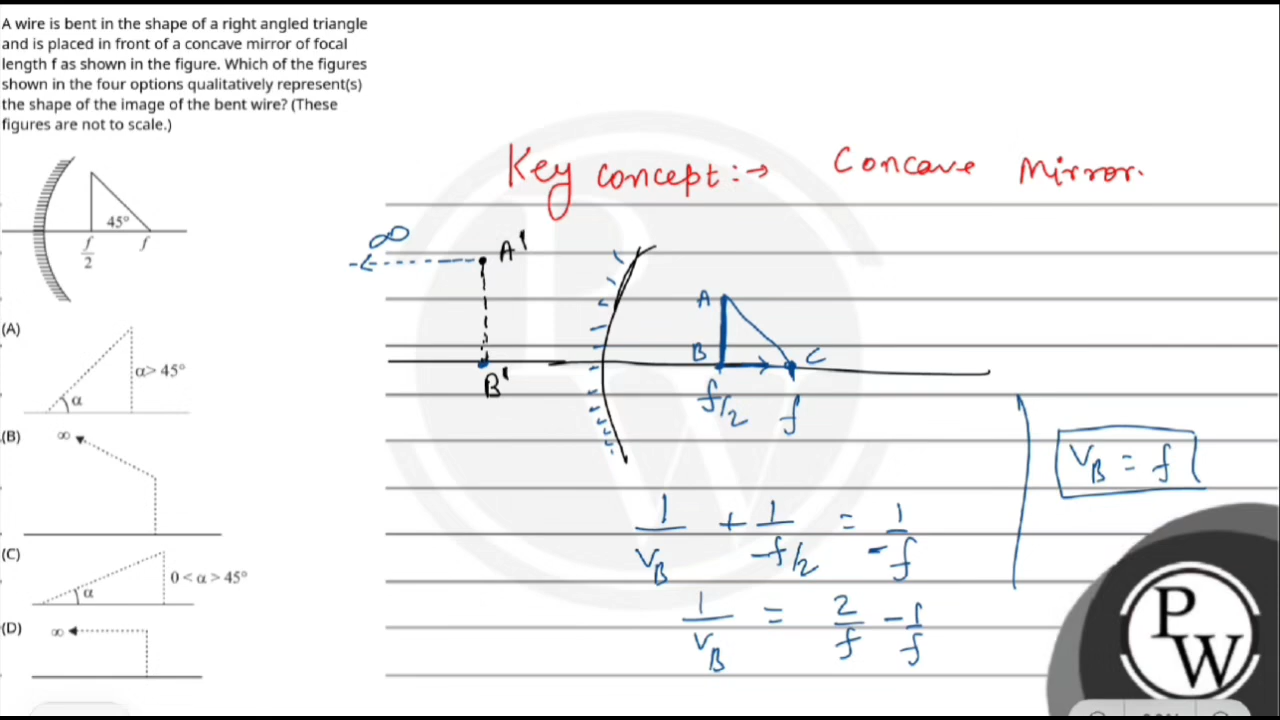 A wire is bent in the shape of a right angled triangle
and is placed in front of a concave mirror of focal
length f as shown in the figure. Which of the figures
shown in the four options qualitatively represent(s)
the shape of the image of the bent wire? (These
figures are not to scale.)
45°
f/2
f
(A)
α> 45°
α
(B)
∞
(C)
0 < α > 45°
α
(D)
∞
Key concept :→ Concave Mirror.
∞
A'
B'
A
B
C
f/2
f
1/V_B + 1/-f/2 = 1/-f
1/V_B = 2/f - 1/f
V_B = f
P
W